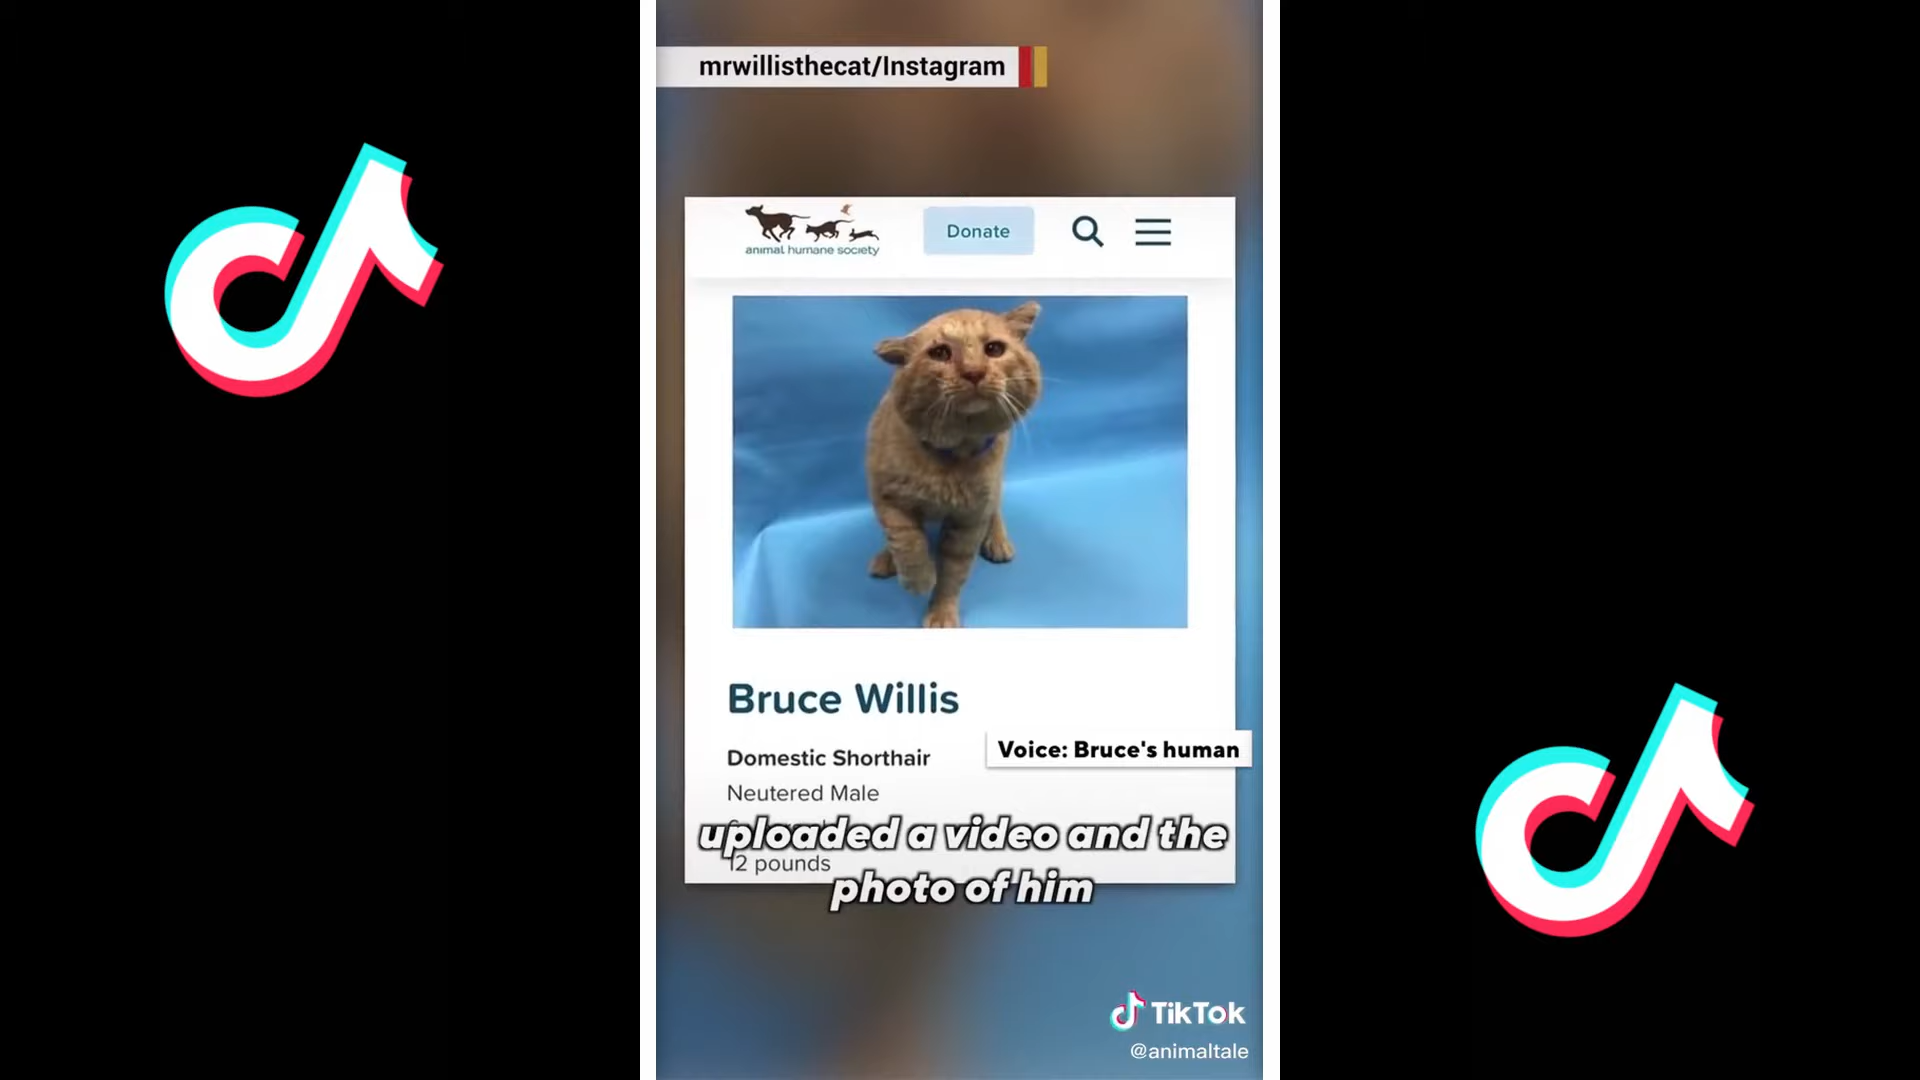 mrwillisthecat/Instagram
animal humane society
Donate
Bruce Willis
Domestic Shorthair
Voice: Bruce's human
Neutered Male
uploaded a video and the
12 pounds
photo of him
TikTok
@animaltale